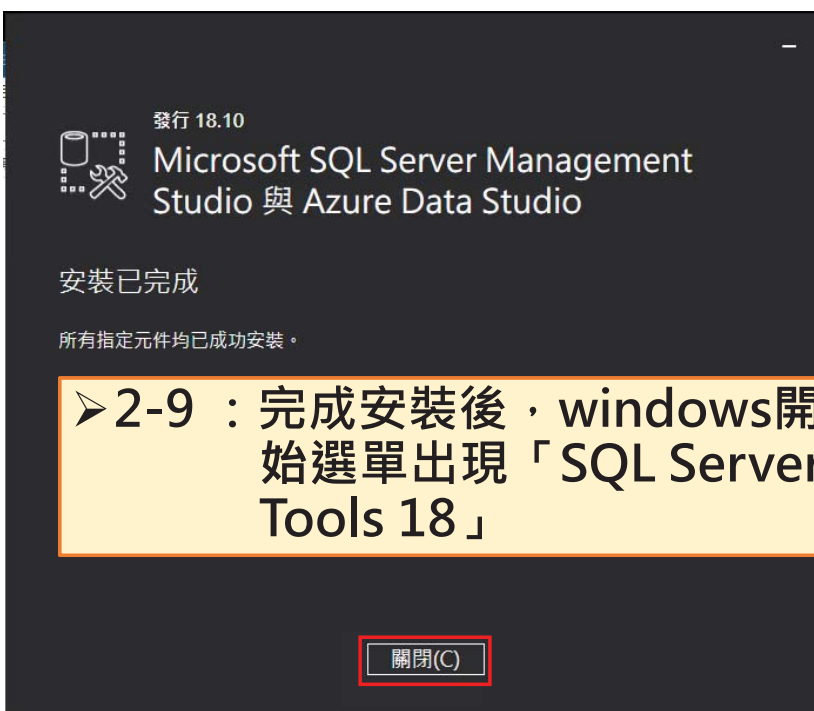 發行 18.10
Microsoft SQL Server Management
Studio 與 Azure Data Studio
安裝已完成
所有指定元件均已成功安裝。
➢2-9 ：完成安裝後，windows開
始選單出現「SQL Server
Tools 18」
關閉(C)